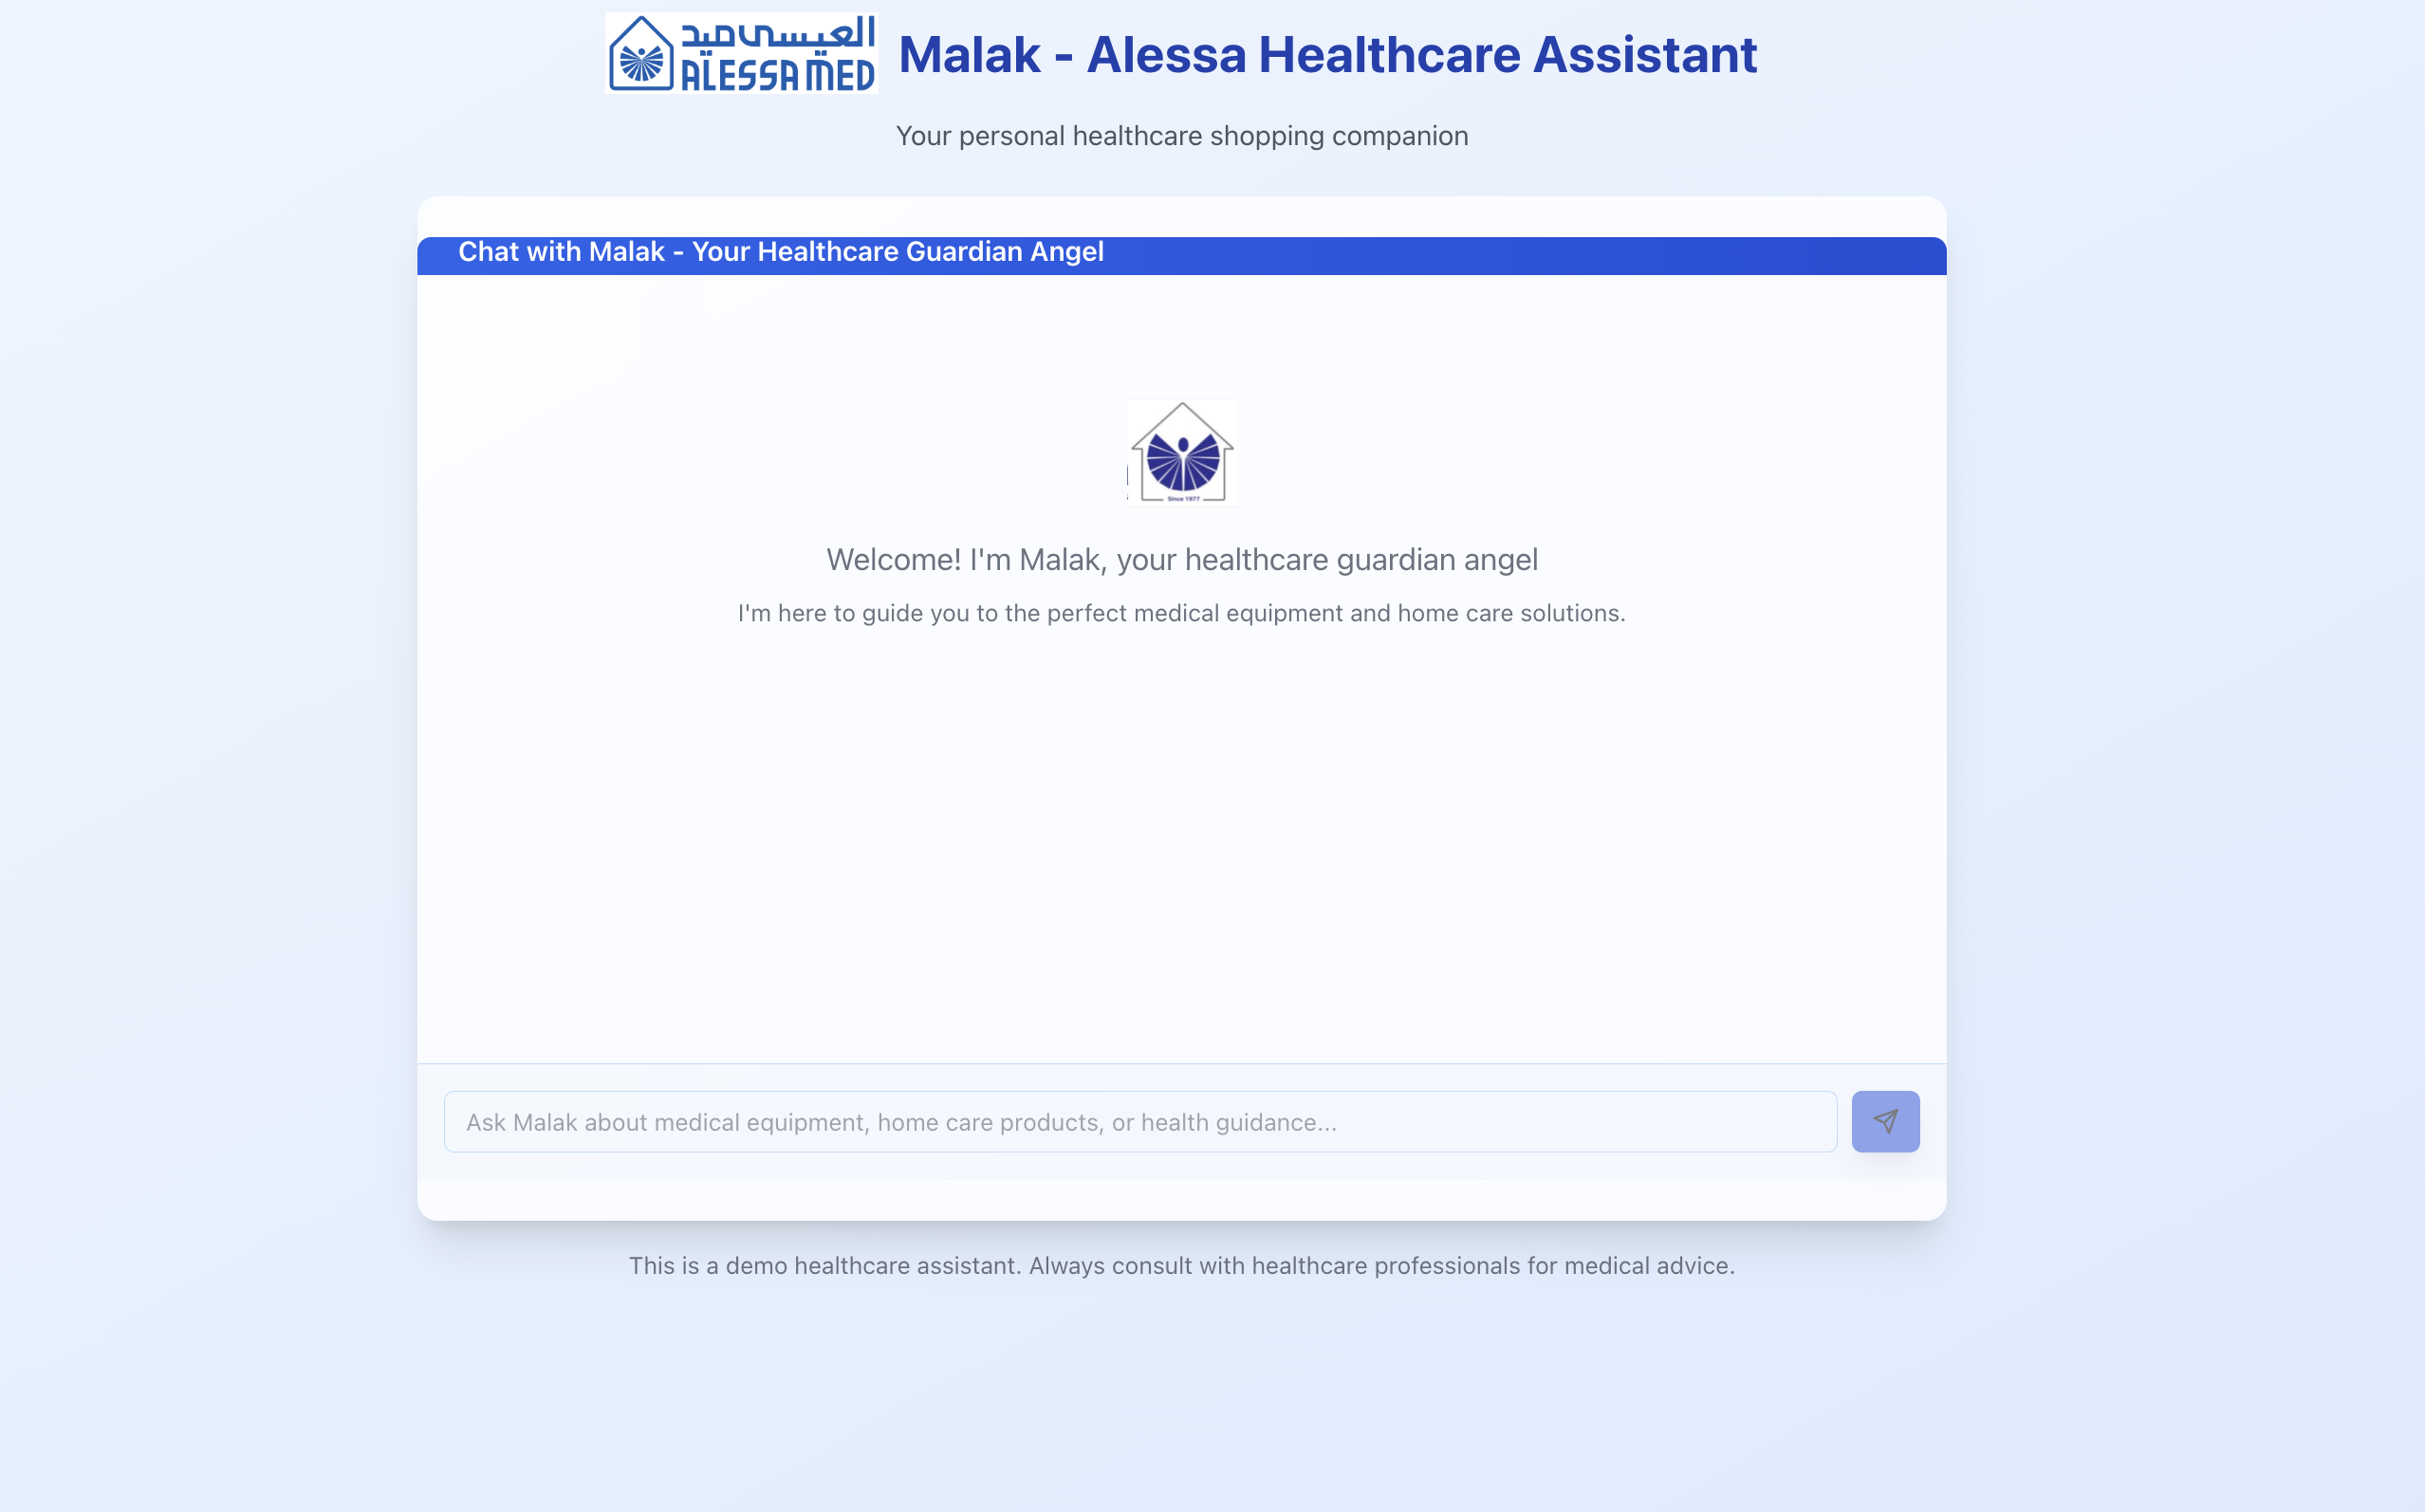 العيسى ميد
ALESSA MED
Malak - Alessa Healthcare Assistant
Your personal healthcare shopping companion
Chat with Malak - Your Healthcare Guardian Angel
Since 1977
Welcome! I'm Malak, your healthcare guardian angel
I'm here to guide you to the perfect medical equipment and home care solutions.
Ask Malak about medical equipment, home care products, or health guidance...
This is a demo healthcare assistant. Always consult with healthcare professionals for medical advice.